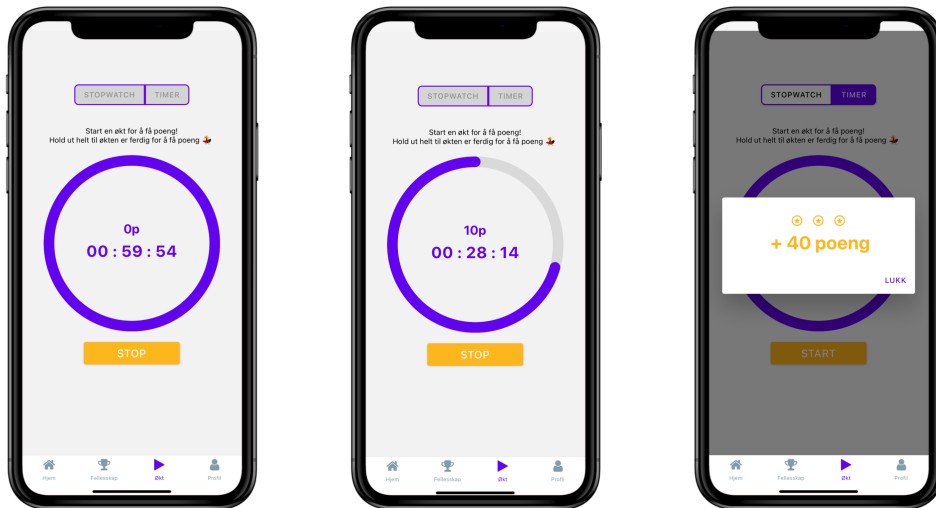 STOPWATCH TIMER
Start en økt for å få poeng!
Hold ut helt til økten er ferdig for å få poeng
0p
00 : 59 : 54
STOP
Hjem Fellesskap Økt Profil
STOPWATCH TIMER
Start en økt for å få poeng!
Hold ut helt til økten er ferdig for å få poeng
10p
00 : 28 : 14
STOP
Hjem Fellesskap Økt Profil
STOPWATCH TIMER
Start en økt for å få poeng!
Hold ut helt til økten er ferdig for å få poeng
+ 40 poeng
LUKK
START
Hjem Fellesskap Økt Profil